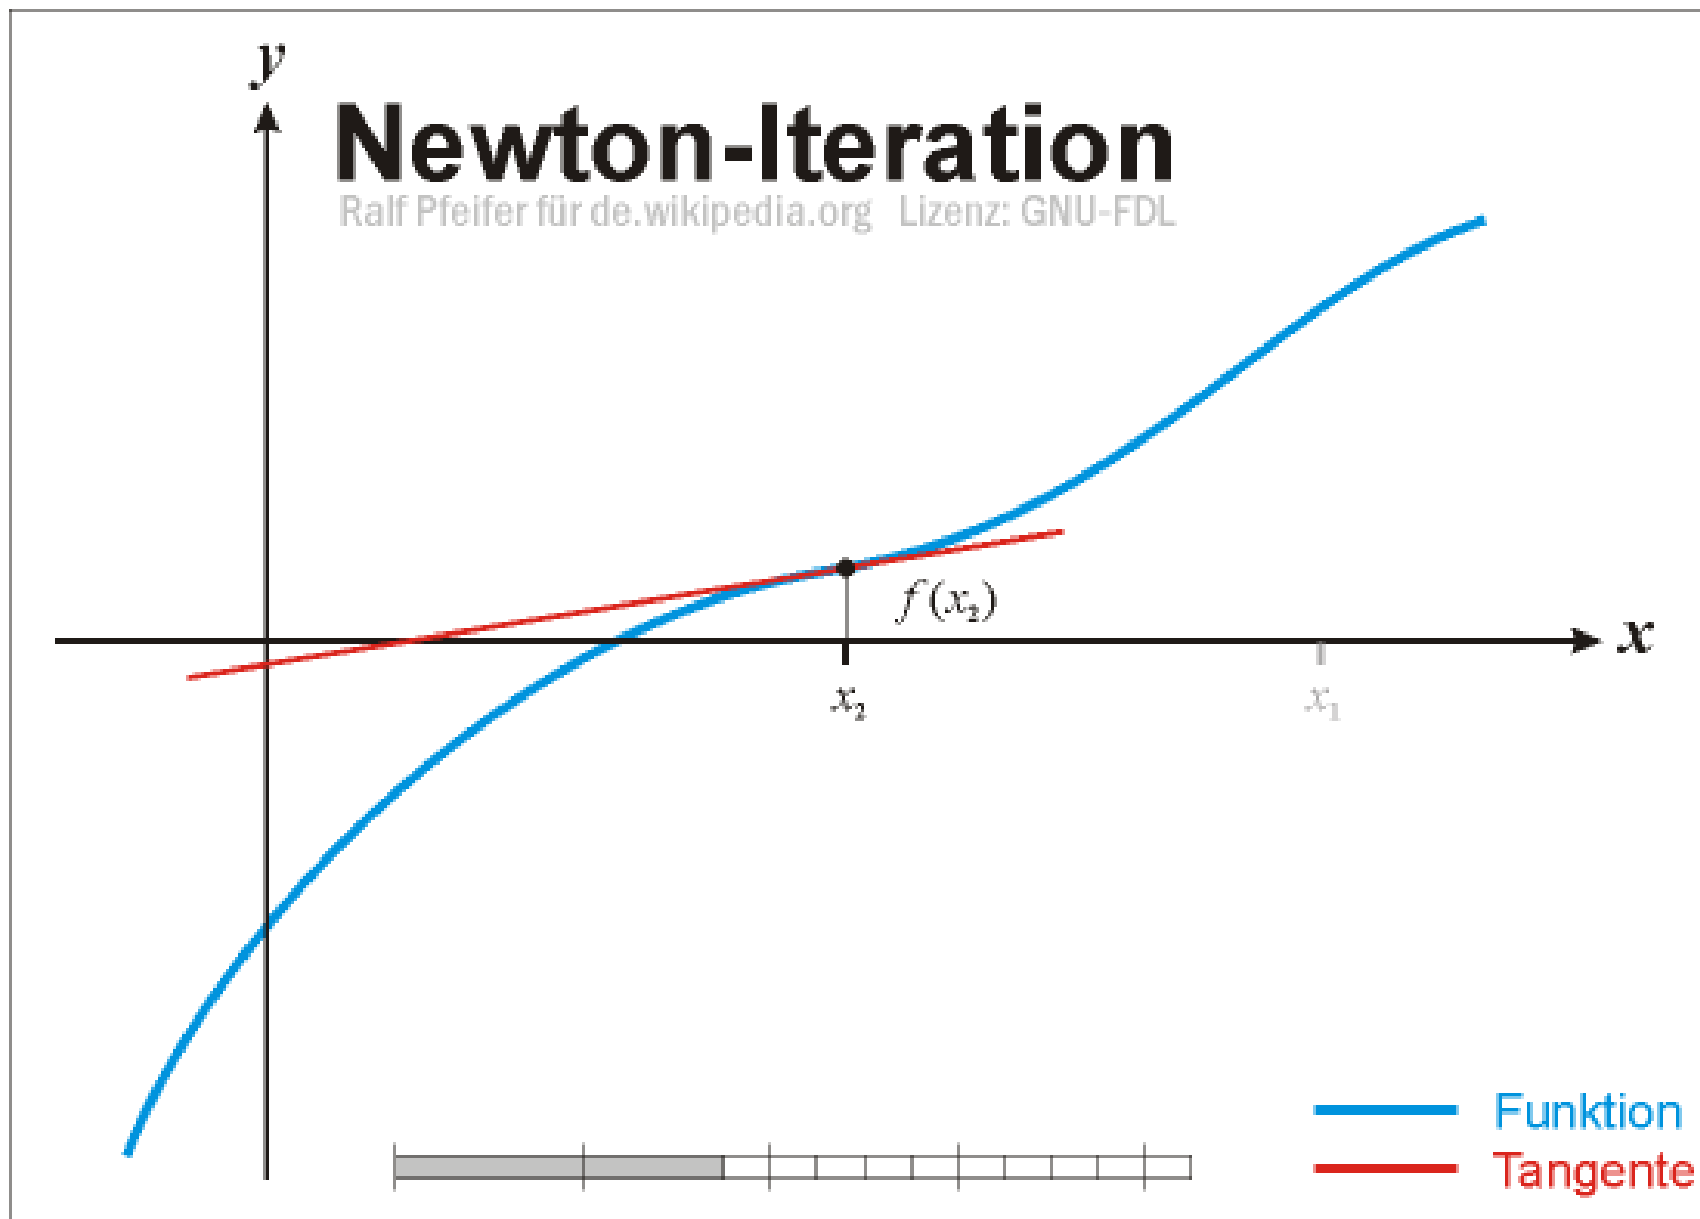 y
Newton-Iteration
Ralf Pfeifer für de.wikipedia.org Lizenz: GNU-FDL
f(x₂)
x
x₂
x₁
Funktion
Tangente